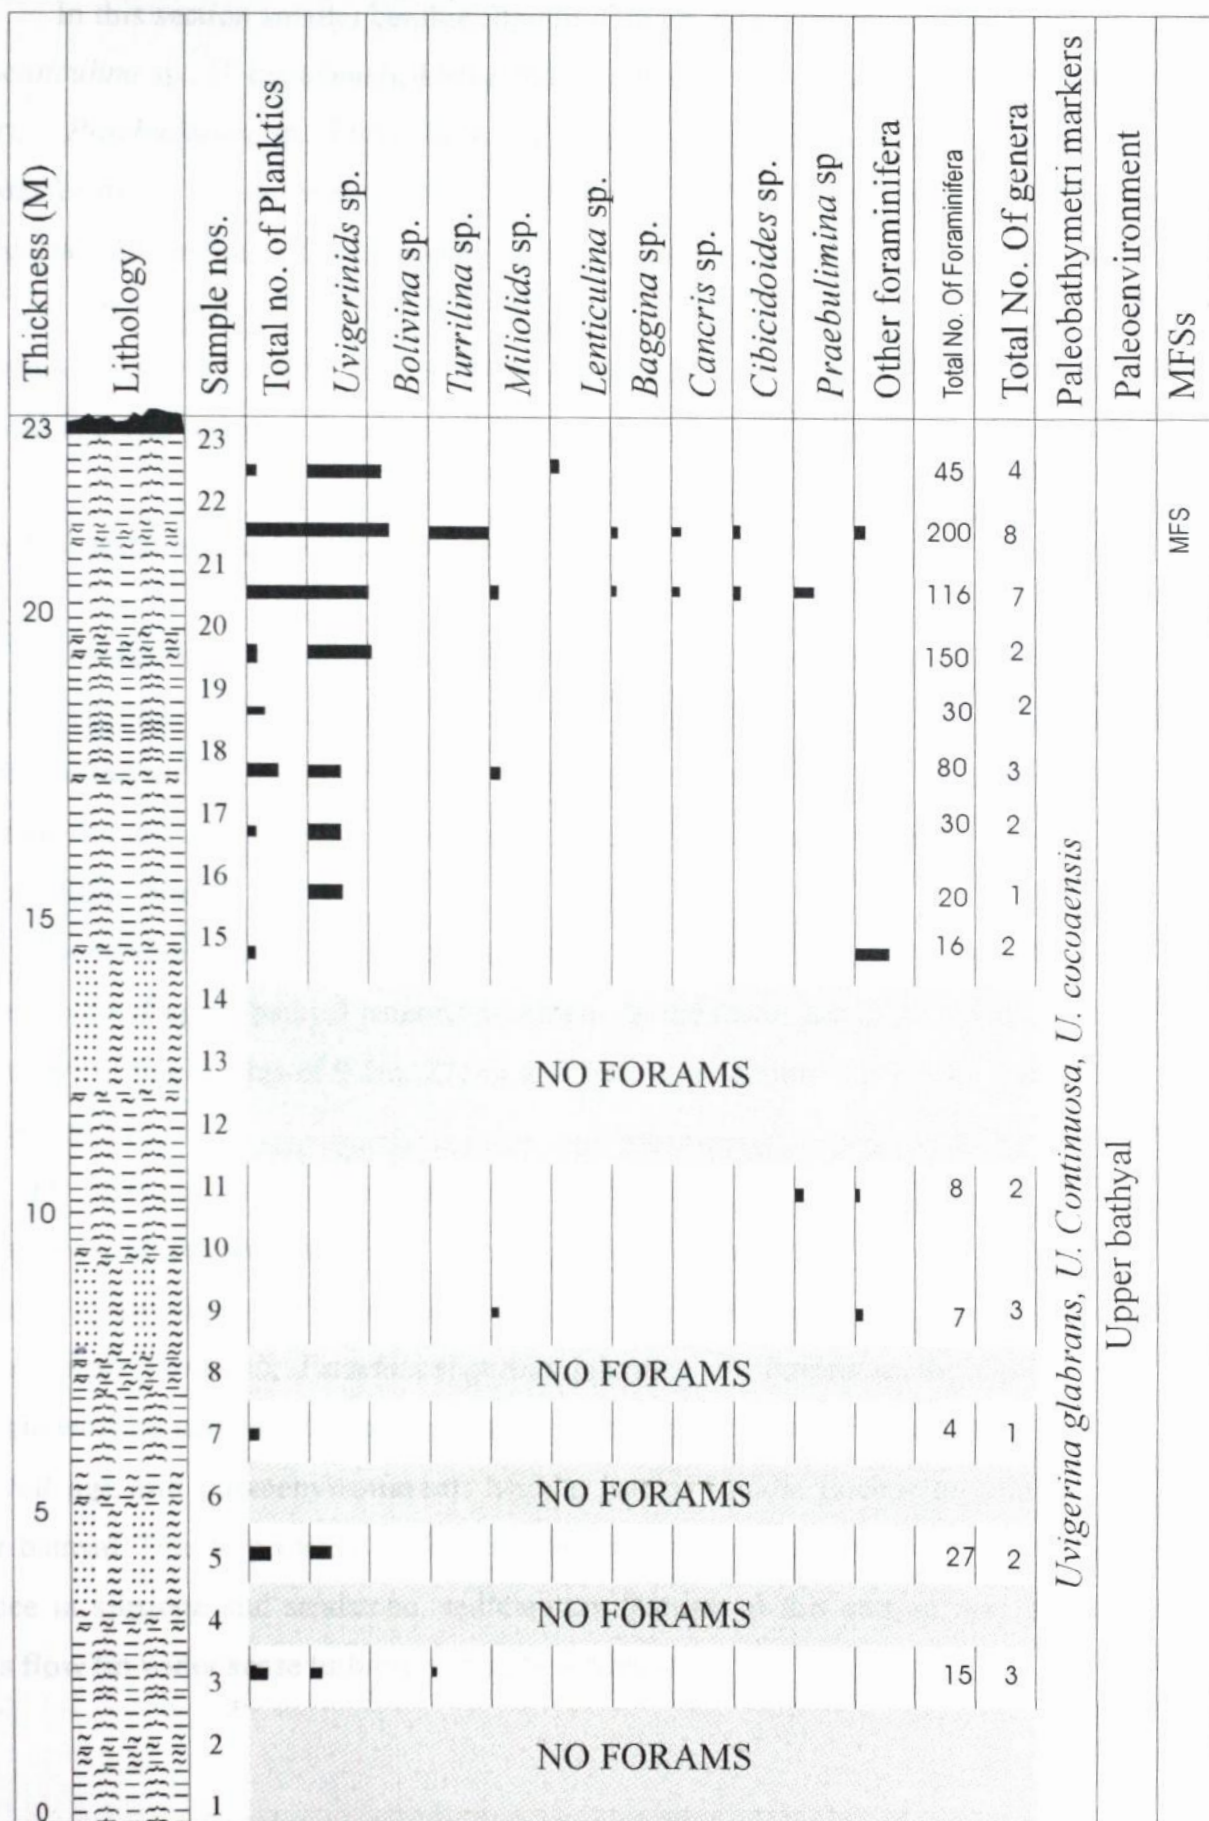 Thickness (M)
Lithology
Sample nos.
Total no. of Planktics
Uvigerinids sp.
Bolivina sp.
Turrilina sp.
Miliolids sp.
Lenticulina sp.
Baggina sp.
Cancris sp.
Cibicidoides sp.
Praebulimina sp
Other foraminifera
Total No. Of Foraminifera
Total No. Of genera
Paleobathymetri markers
Paleoenvironment
MFSs
23
23
45 4
22
200 8
MFS
21
116 7
20
20
150 2
19
30 2
18
80 3
17
30 2
16
20 1
15
15
16 2
14
13
NO FORAMS
12
11
8 2
10
10
9
7 3
8
NO FORAMS
7
4 1
6
NO FORAMS
5
5
27 2
4
NO FORAMS
3
15 3
2
NO FORAMS
1
0
Uvigerina glabrans, U. Continuosa, U. cocoaensis
Upper bathyal